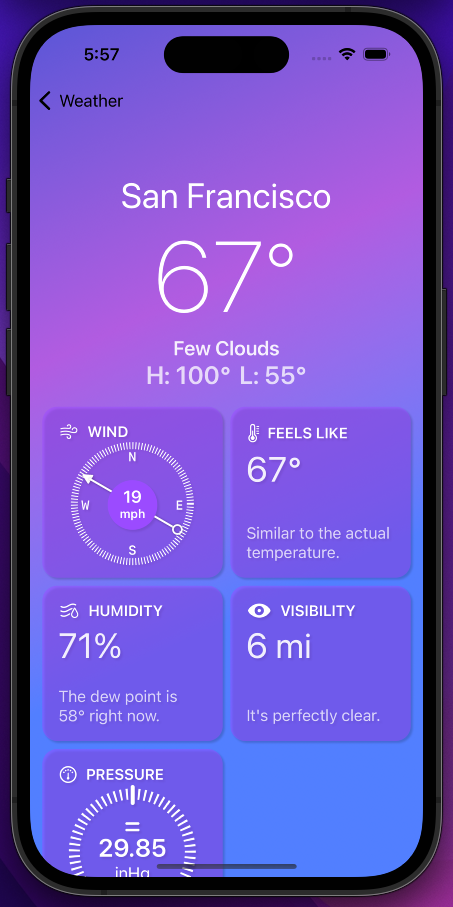 5:57
Weather
San Francisco
67°
Few Clouds
H: 100° L: 55°
WIND
N
W
19
mph
E
S
FEELS LIKE
67°
Similar to the actual
temperature.
HUMIDITY
71%
The dew point is
58° right now.
VISIBILITY
6 mi
It's perfectly clear.
PRESSURE
=
29.85
inHg